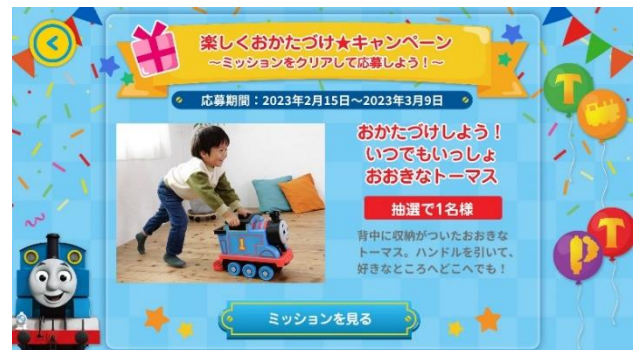 楽しくおかたづけ★キャンペーン
～ミッションをクリアして応募しよう！～
応募期間：2023年2月15日～2023年3月9日
おかたづけしよう！
いつでもいっしょ
おおきなトーマス
抽選で1名様
背中に収納がついたおおきな
トーマス。ハンドルを引いて、
好きなところへどこへでも！
ミッションを見る
T
T
P
1